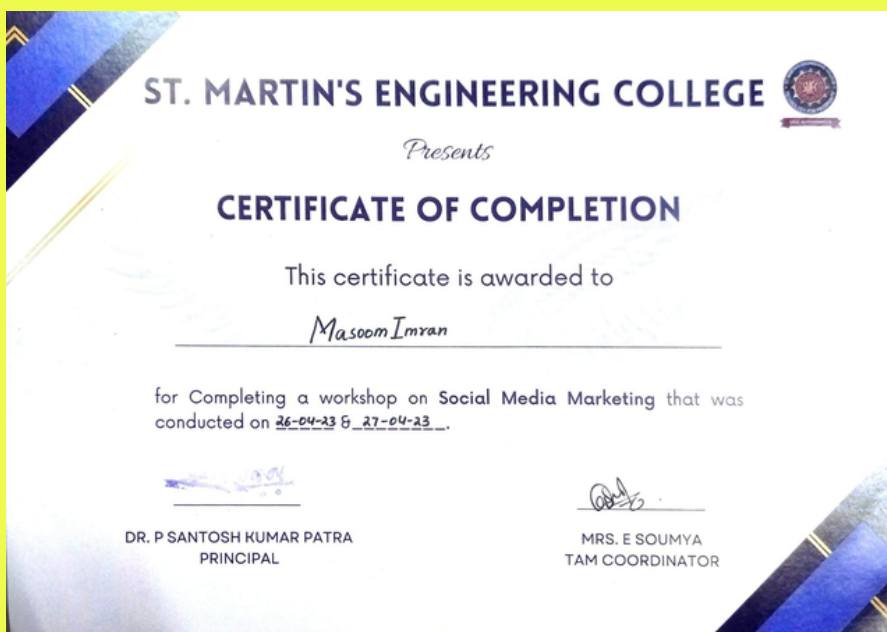 ST. MARTIN'S ENGINEERING COLLEGE
Presents
CERTIFICATE OF COMPLETION
This certificate is awarded to
Masoom Imran
for Completing a workshop on Social Media Marketing that was
conducted on 26-04-23 & 27-04-23.
DR. P SANTOSH KUMAR PATRA
PRINCIPAL
MRS. E SOUMYA
TAM COORDINATOR